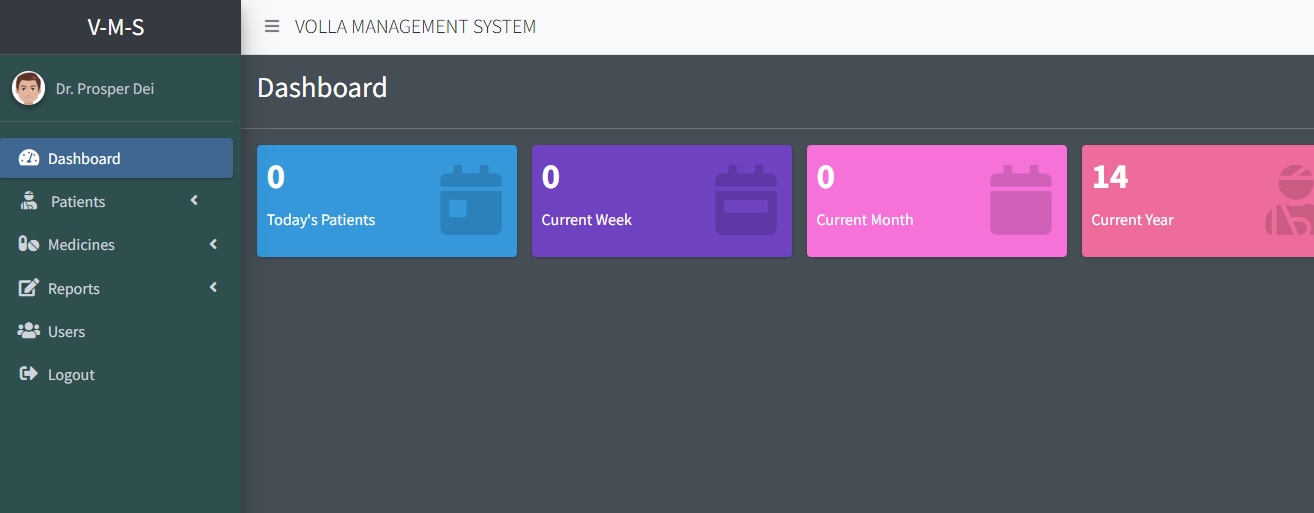 V-M-S
VOLLA MANAGEMENT SYSTEM
Dr. Prosper Dei
Dashboard
Patients
Medicines
Reports
Users
Logout
Dashboard
0
Today's Patients
0
Current Week
0
Current Month
14
Current Year